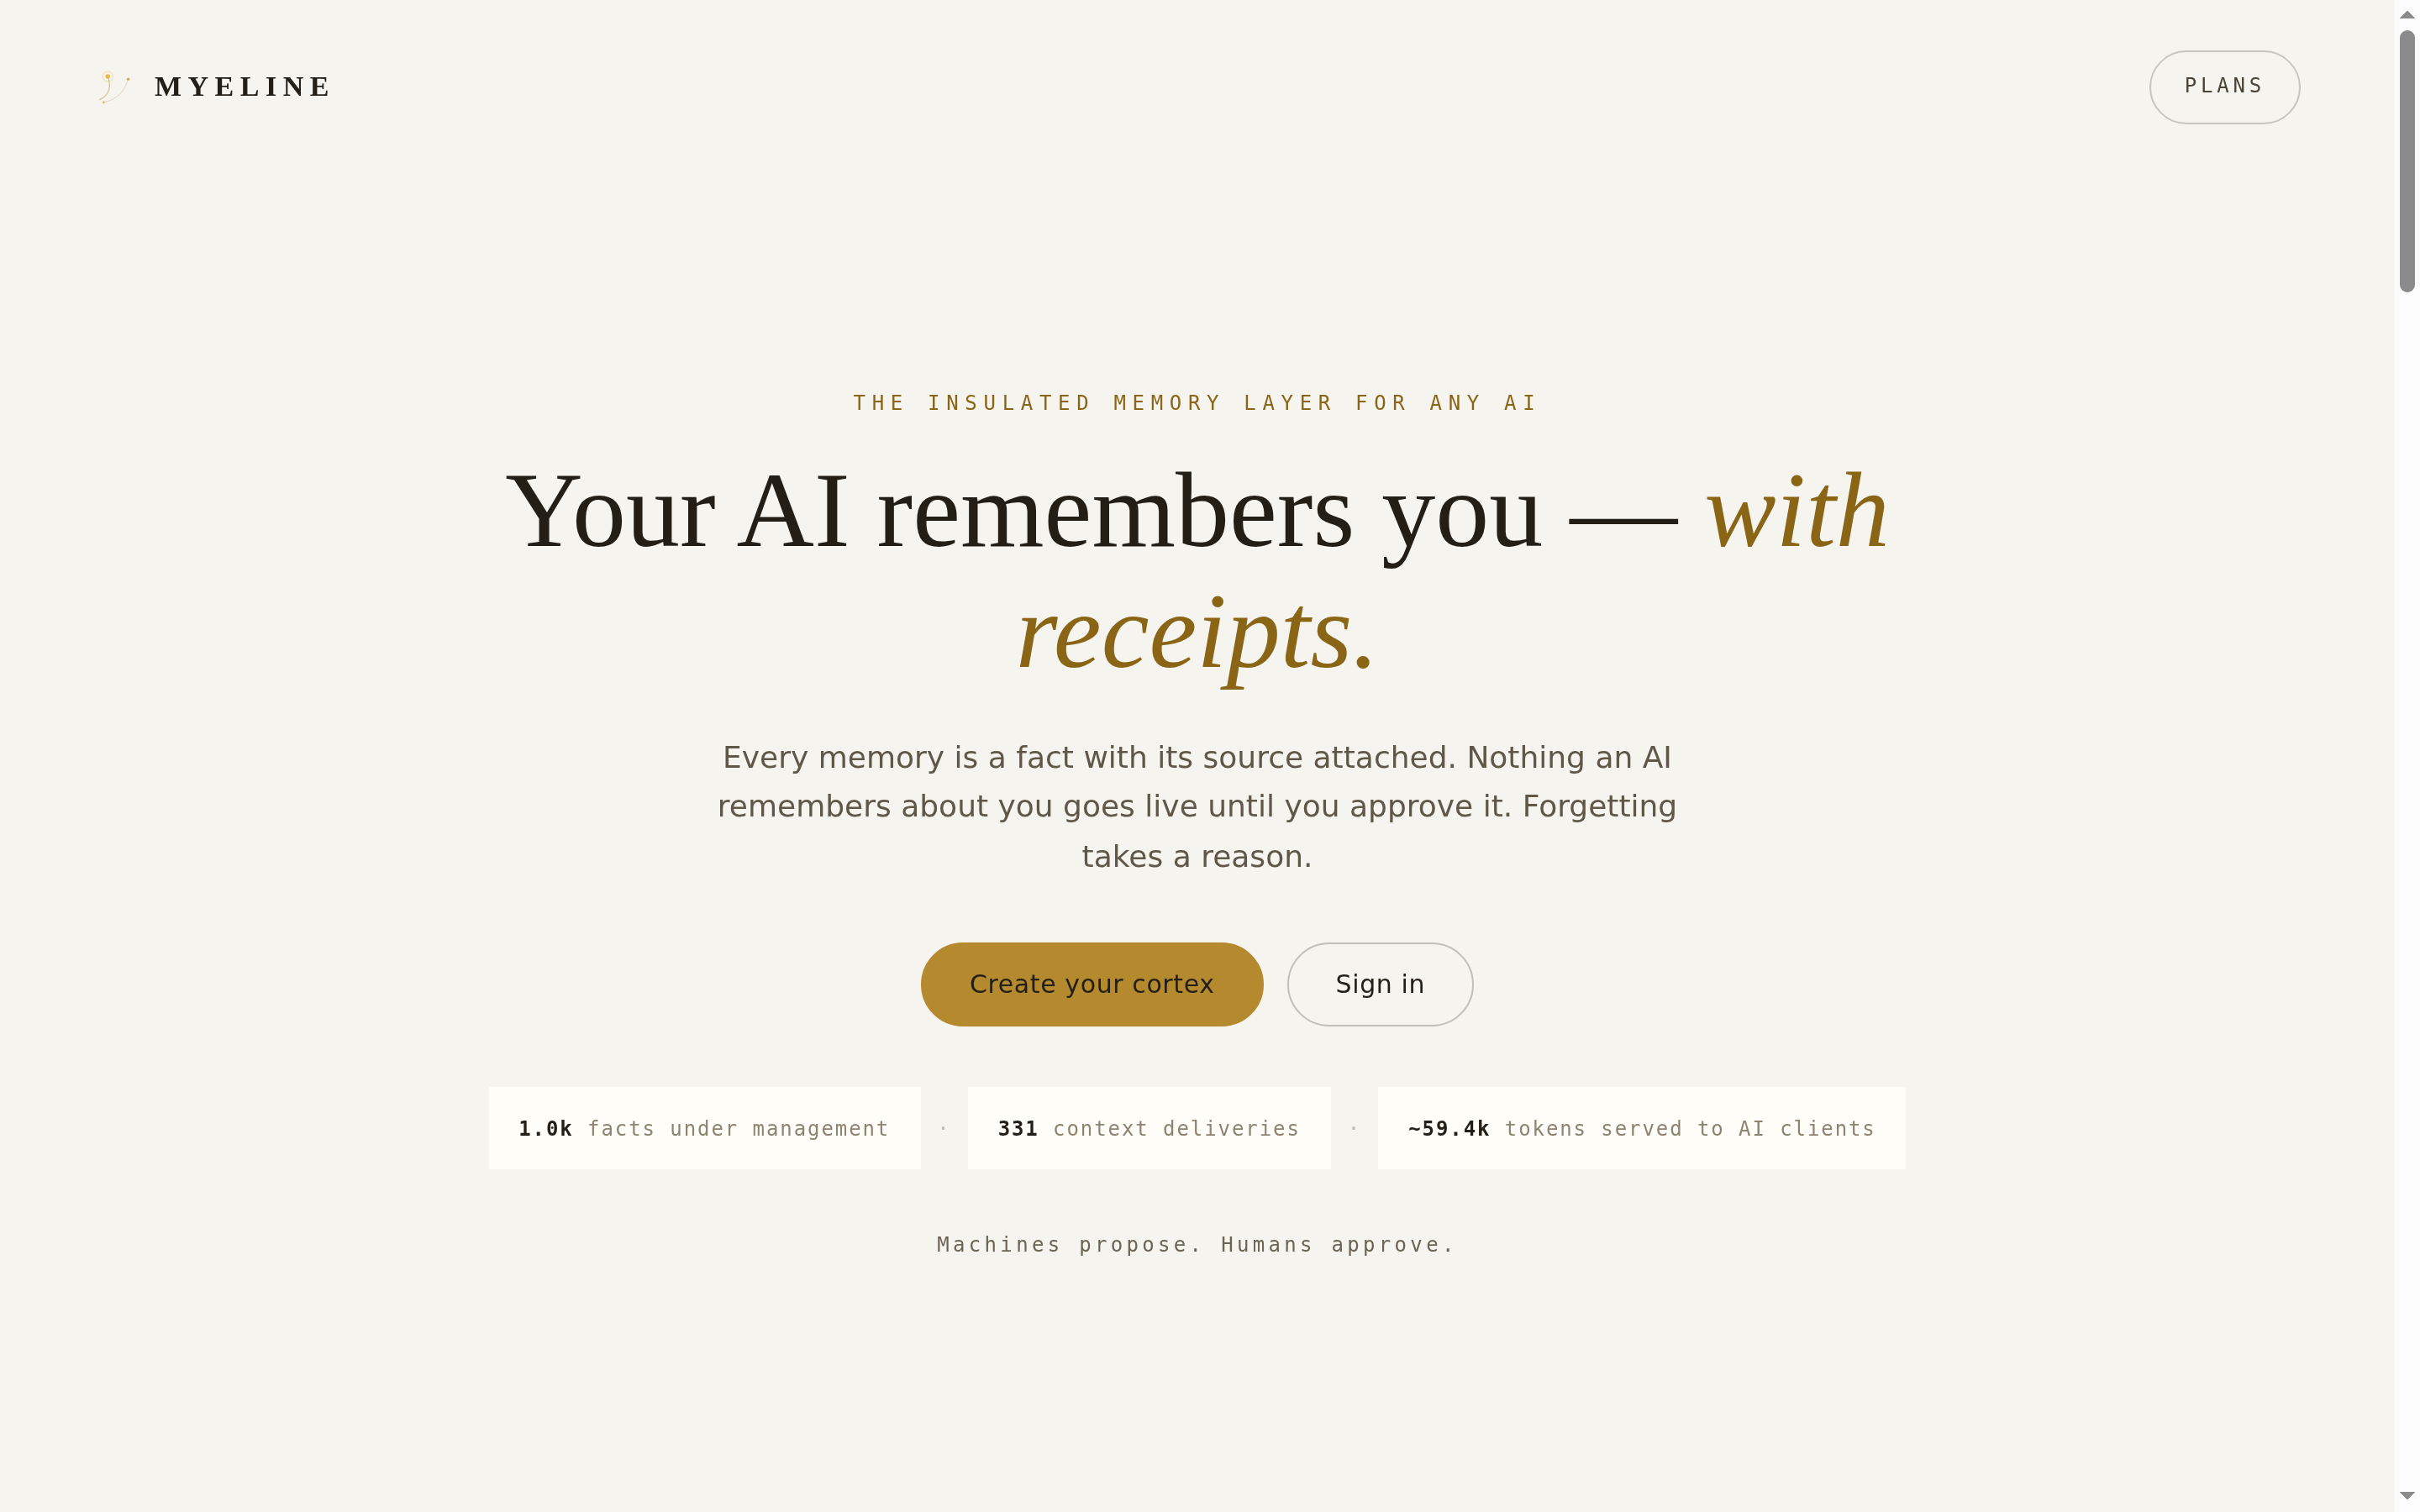 MYELINE
PLANS
THE INSULATED MEMORY LAYER FOR ANY AI
Your AI remembers you — with
receipts.
Every memory is a fact with its source attached. Nothing an AI
remembers about you goes live until you approve it. Forgetting
takes a reason.
Create your cortex
Sign in
1.0k facts under management · 331 context deliveries · ~59.4k tokens served to AI clients
Machines propose. Humans approve.